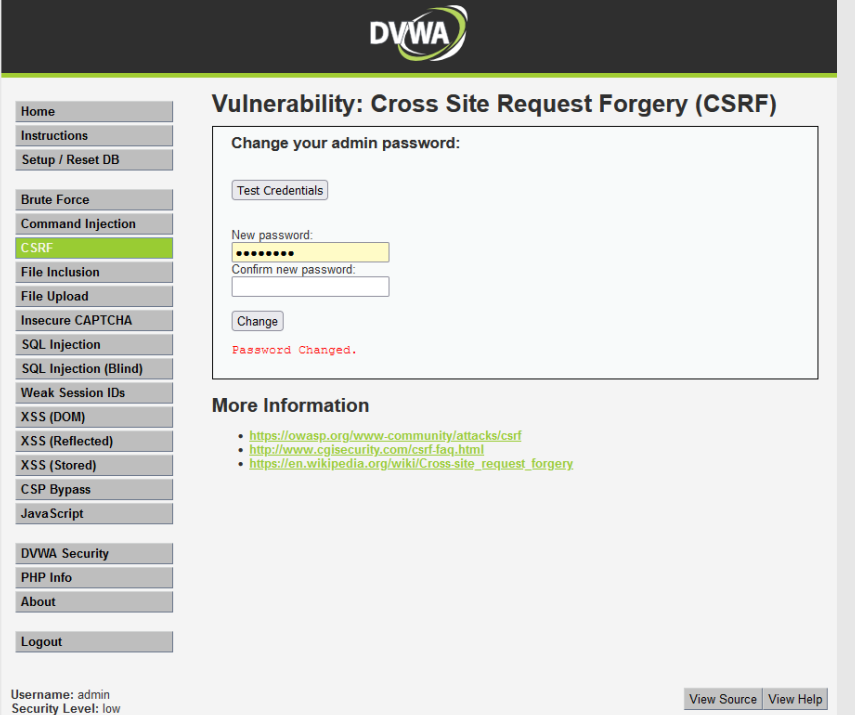 DVWA
Home
Instructions
Setup / Reset DB
Brute Force
Command Injection
CSRF
File Inclusion
File Upload
Insecure CAPTCHA
SQL Injection
SQL Injection (Blind)
Weak Session IDs
XSS (DOM)
XSS (Reflected)
XSS (Stored)
CSP Bypass
JavaScript
DVWA Security
PHP Info
About
Logout
Vulnerability: Cross Site Request Forgery (CSRF)
Change your admin password:
Test Credentials
New password:
●●●●●●●●
Confirm new password:
Change
Password Changed.
More Information
• https://owasp.org/www-community/attacks/csrf
• http://www.cgisecurity.com/csrf-faq.html
• https://en.wikipedia.org/wiki/Cross-site_request_forgery
Username: admin
Security Level: low
View Source View Help